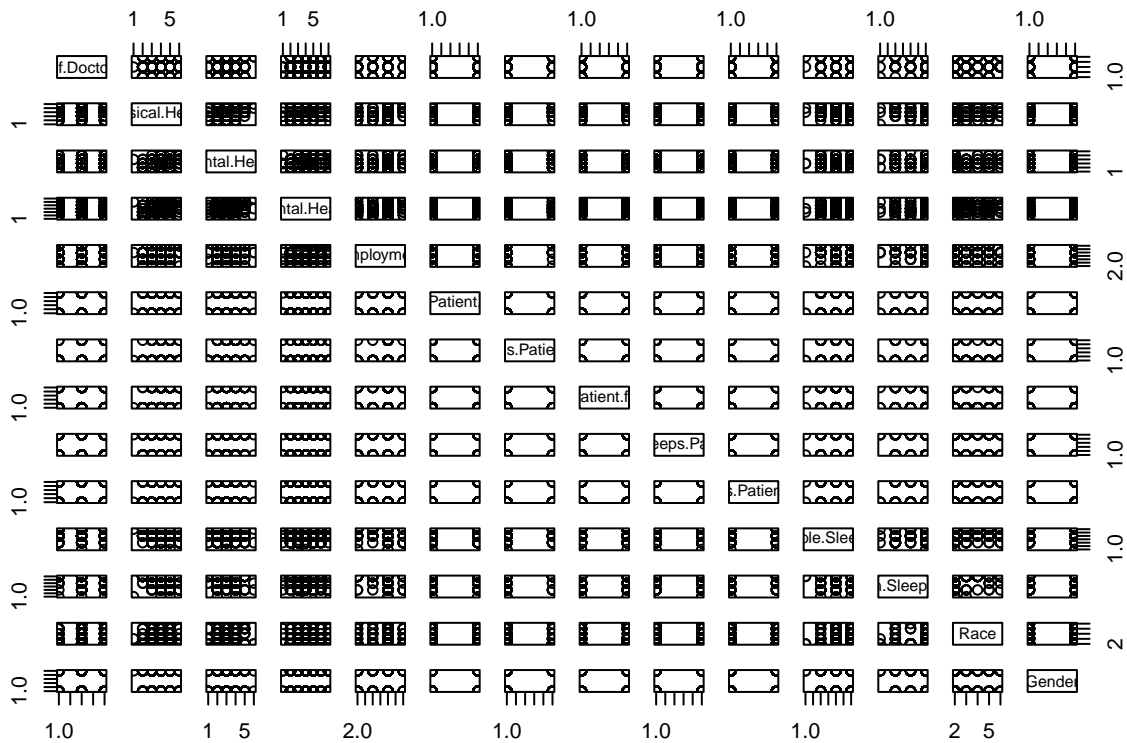 1 5 1 5 1.0 1.0 1.0 1.0
f.Docto
1.0
1 sical.He
ntal.He 1
1 ntal.Hea
nployme 2.0
1.0 Patient.
s.Patie 1.0
1.0 atient.f
eeps.Pa 1.0
1.0 s.Patien
ple.Slee 1.0
1.0 n.Sleep
Race 2
1.0 Gender
1.0 1 5 2.0 1.0 1.0 1.0 2 5